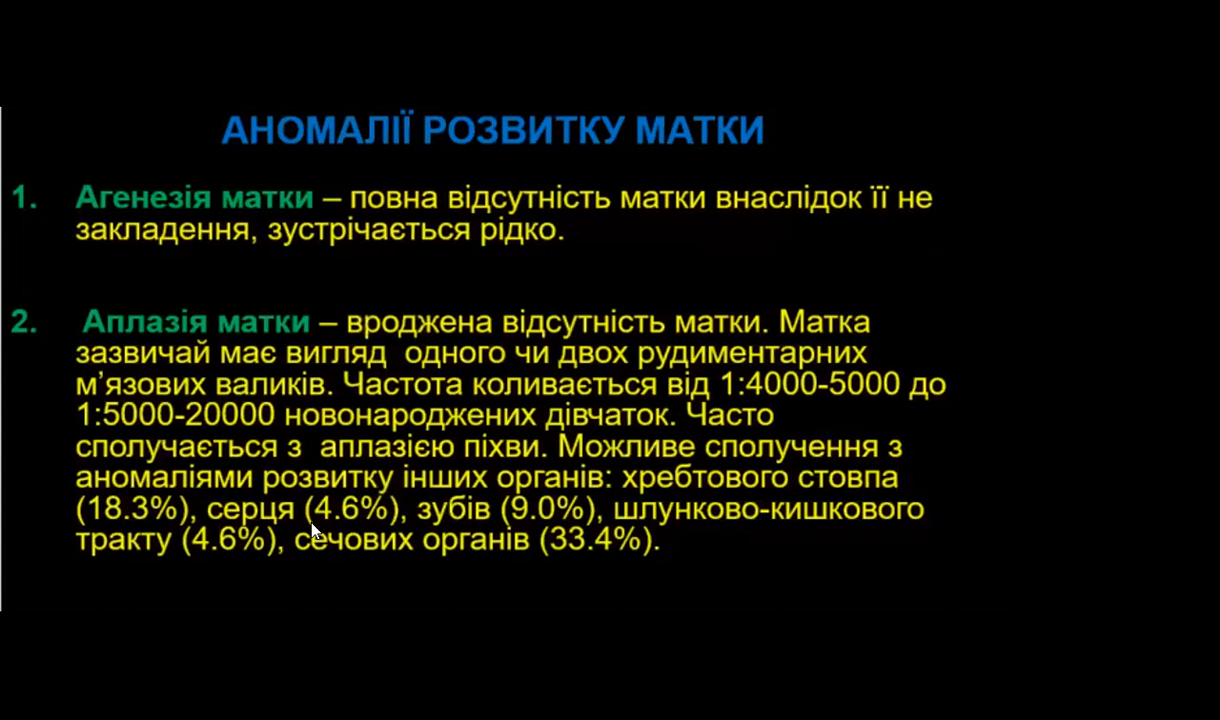 АНОМАЛІЇ РОЗВИТКУ МАТКИ
1. Агенезія матки – повна відсутність матки внаслідок її не
закладення, зустрічається рідко.
2. Аплазія матки – вроджена відсутність матки. Матка
зазвичай має вигляд одного чи двох рудиментарних
м’язових валиків. Частота коливається від 1:4000-5000 до
1:5000-20000 новонароджених дівчаток. Часто
сполучається з аплазією піхви. Можливе сполучення з
аномаліями розвитку інших органів: хребтового стовпа
(18.3%), серця (4.6%), зубів (9.0%), шлунково-кишкового
тракту (4.6%), сечових органів (33.4%).